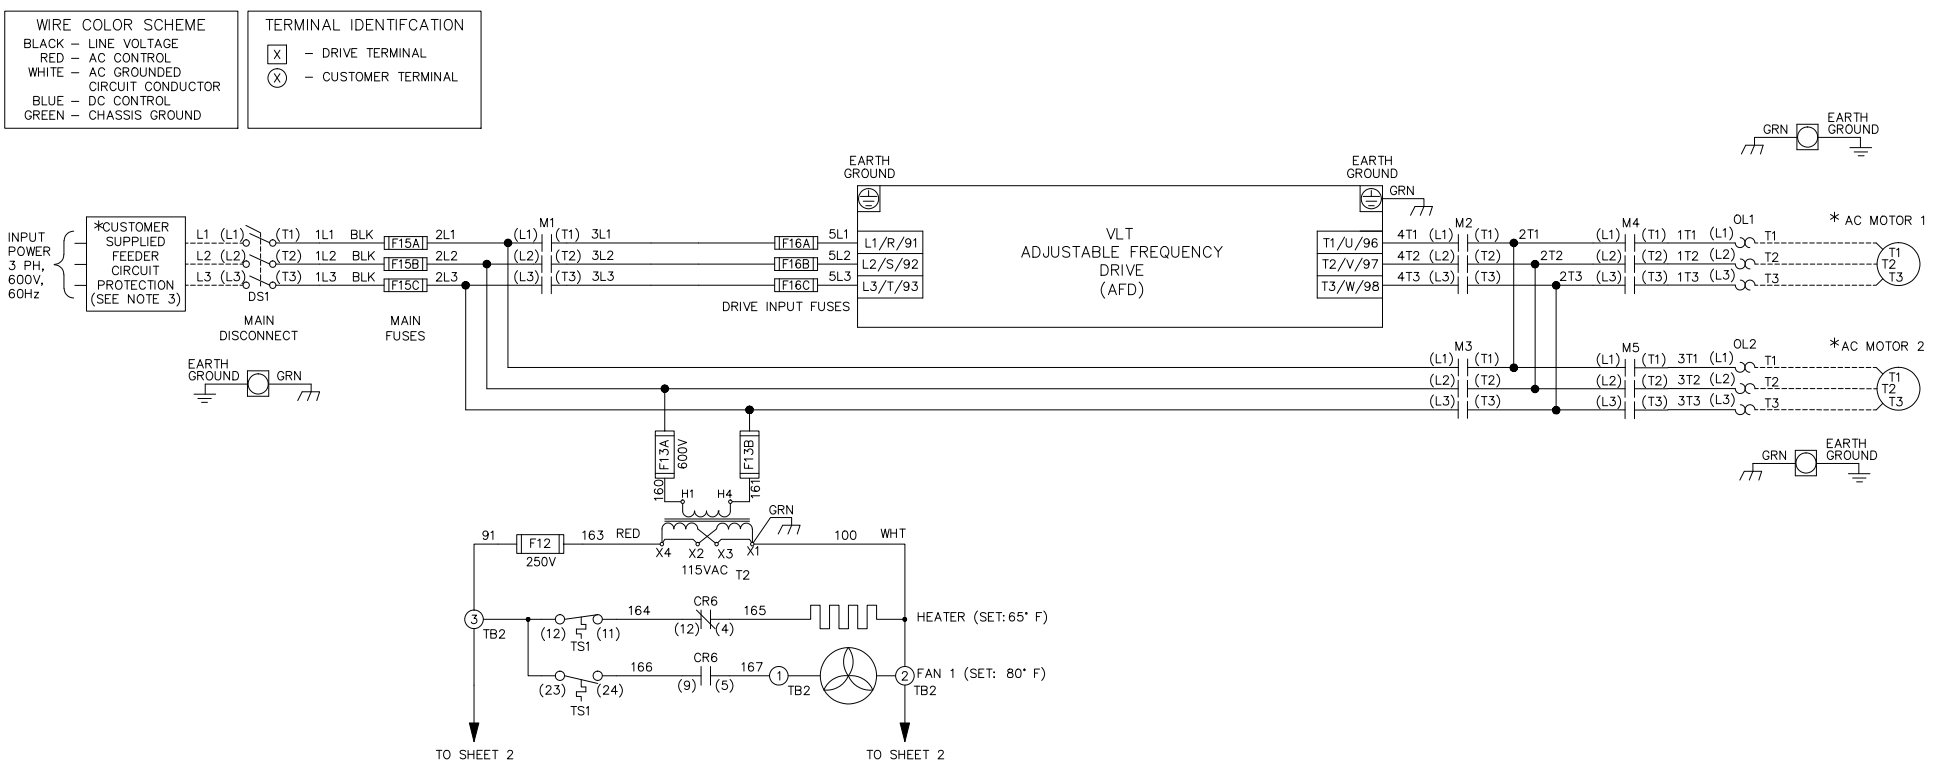 WIRE COLOR SCHEME
BLACK – LINE VOLTAGE
RED – AC CONTROL
WHITE – AC GROUNDED
CIRCUIT CONDUCTOR
BLUE – DC CONTROL
GREEN – CHASSIS GROUND
TERMINAL IDENTIFCATION
X – DRIVE TERMINAL
X – CUSTOMER TERMINAL
GRN
EARTH
GROUND
INPUT
POWER
3 PH,
600V,
60Hz
*CUSTOMER
SUPPLIED
FEEDER
CIRCUIT
PROTECTION
(SEE NOTE 3)
L1 (L1) (T1) 1L1 BLK F15A 2L1 (L1) M1 (T1) 3L1 F16A 5L1
L2 (L2) (T2) 1L2 BLK F15B 2L2 (L2) (T2) 3L2 F16B 5L2
L3 (L3) (T3) 1L3 BLK F15C 2L3 (L3) (T3) 3L3 F16C 5L3
DS1
MAIN
DISCONNECT
MAIN
FUSES
DRIVE INPUT FUSES
EARTH
GROUND
EARTH
GROUND
GRN
L1/R/91
L2/S/92
L3/T/93
VLT
ADJUSTABLE FREQUENCY
DRIVE
(AFD)
T1/U/96
T2/V/97
T3/W/98
M2
M4
OL1
* AC MOTOR 1
4T1 (L1) (T1) 2T1 (L1) (T1) 1T1 (L1) T1
4T2 (L2) (T2) 2T2 (L2) (T2) 1T2 (L2) T2
4T3 (L3) (T3) 2T3 (L3) (T3) 1T3 (L3) T3
T1
T2
T3
M3
M5
OL2
*AC MOTOR 2
(L1) (T1) (L1) (T1) 3T1 (L1) T1
(L2) (T2) (L2) (T2) 3T2 (L2) T2
(L3) (T3) (L3) (T3) 3T3 (L3) T3
T1
T2
T3
EARTH
GROUND
GRN
GRN
EARTH
GROUND
F13A
600V
F13B
160
H1
H4
161
GRN
91
F12
250V
163
RED
X4
X2
X3
X1
115VAC
T2
100
WHT
3
TB2
(12)
(11)
TS1
164
CR6
(12)
(4)
165
HEATER (SET:65° F)
(23)
(24)
TS1
166
CR6
(9)
(5)
167
1
TB2
2
TB2
FAN 1 (SET: 80° F)
TO SHEET 2
TO SHEET 2